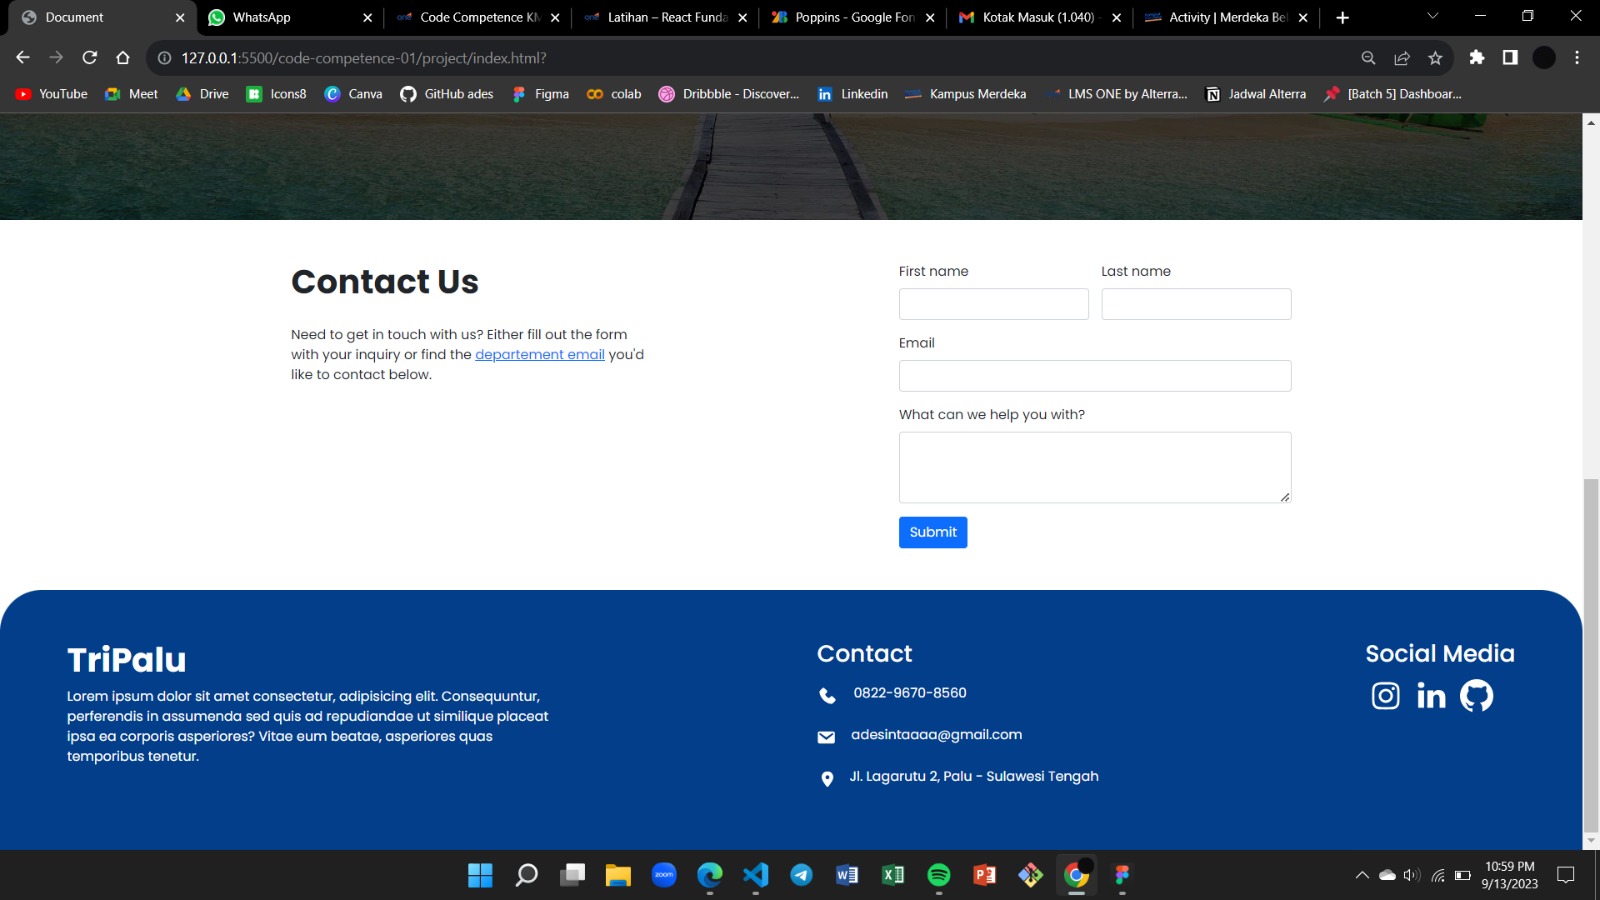 Document
WhatsApp
Code Competence KM
Latihan – React Funda
Poppins - Google Fon
Kotak Masuk (1.040) -
Activity | Merdeka Be
127.0.0.1:5500/code-competence-01/project/index.html?
YouTube
Meet
Drive
Icons8
Canva
GitHub ades
Figma
colab
Dribbble - Discover...
Linkedin
Kampus Merdeka
LMS ONE by Alterra...
Jadwal Alterra
[Batch 5] Dashboar...
Contact Us
Need to get in touch with us? Either fill out the form
with your inquiry or find the departement email you'd
like to contact below.
First name
Last name
Email
What can we help you with?
Submit
TriPalu
Lorem ipsum dolor sit amet consectetur, adipisicing elit. Consequuntur,
perferendis in assumenda sed quis ad repudiandae ut similique placeat
ipsa ea corporis asperiores? Vitae eum beatae, asperiores quas
temporibus tenetur.
Contact
0822-9670-8560
adesintaaaa@gmail.com
Jl. Lagarutu 2, Palu - Sulawesi Tengah
Social Media
in
zoom
10:59 PM
9/13/2023